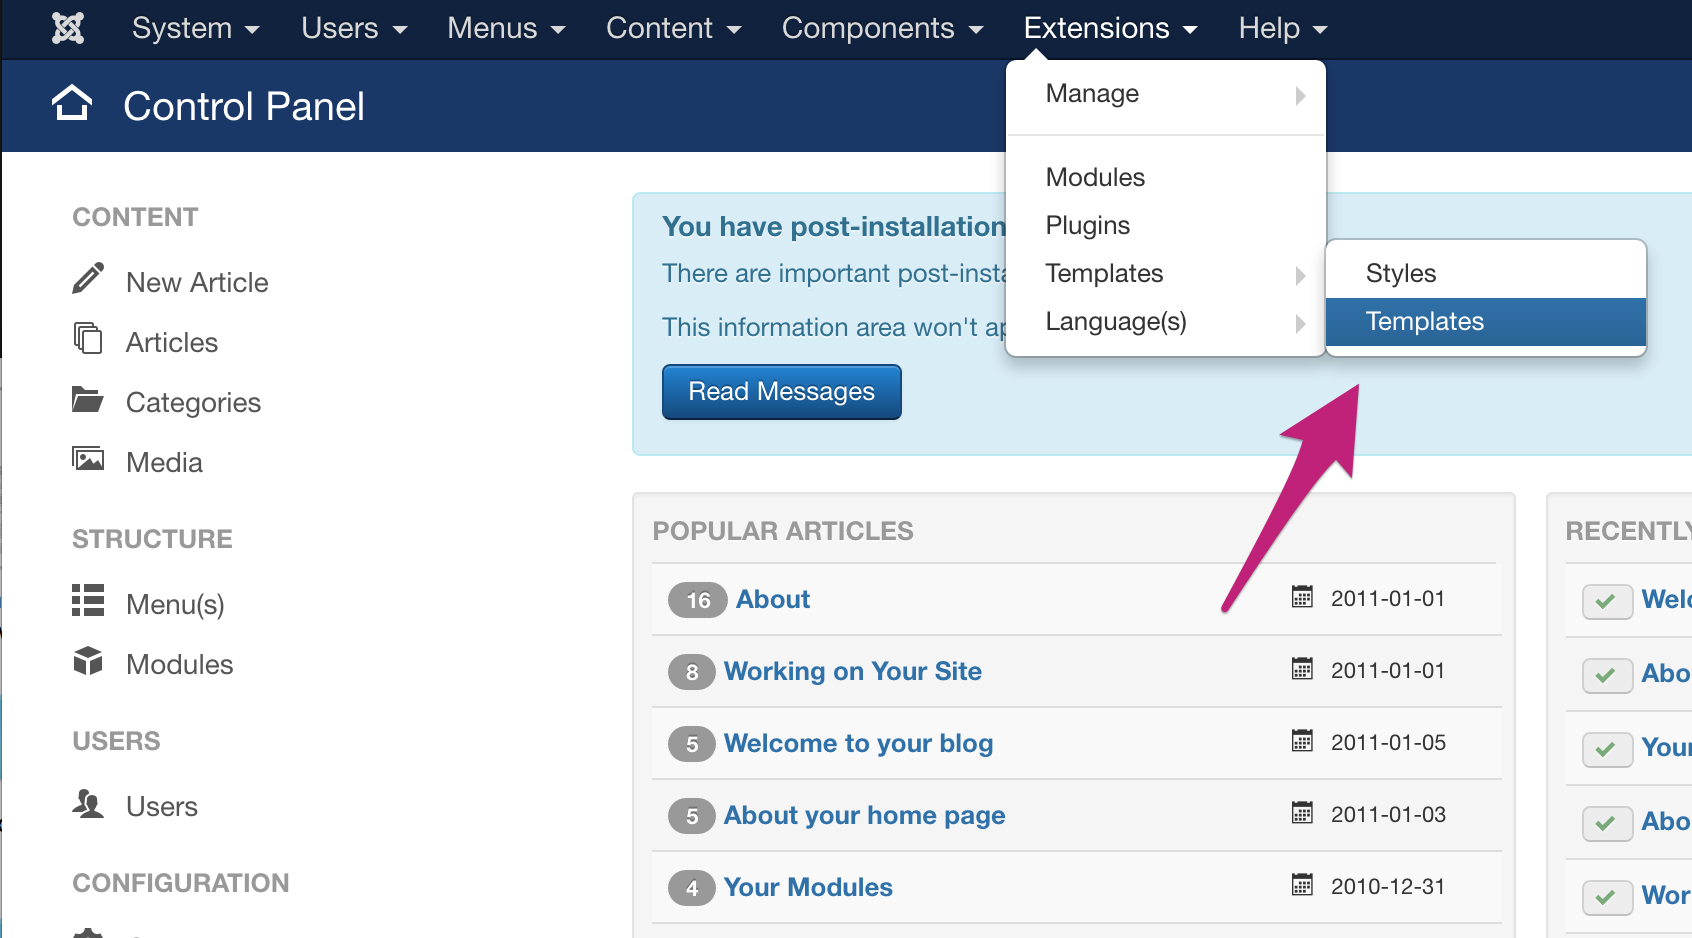 System Users Menus Content Components Extensions Help
Control Panel
Manage
Modules
Plugins
Templates
Language(s)
Styles
Templates
CONTENT
New Article
Articles
Categories
Media
STRUCTURE
Menu(s)
Modules
USERS
Users
CONFIGURATION
You have post-installation
There are important post-insta
This information area won't ap
Read Messages
POPULAR ARTICLES
16 About 2011-01-01
8 Working on Your Site 2011-01-01
5 Welcome to your blog 2011-01-05
5 About your home page 2011-01-03
4 Your Modules 2010-12-31
RECENTLY
Welc
Abo
Your
Abo
Wor